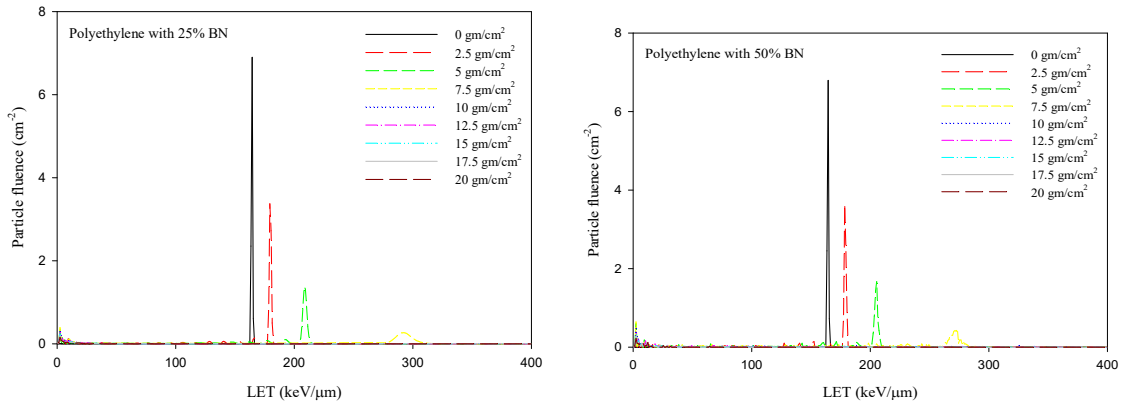 Polyethylene with 25% BN
0 gm/cm²
2.5 gm/cm²
5 gm/cm²
7.5 gm/cm²
10 gm/cm²
12.5 gm/cm²
15 gm/cm²
17.5 gm/cm²
20 gm/cm²
Particle fluence (cm⁻²)
8
6
4
2
0
0 100 200 300 400
LET (keV/μm)
Polyethylene with 50% BN
0 gm/cm²
2.5 gm/cm²
5 gm/cm²
7.5 gm/cm²
10 gm/cm²
12.5 gm/cm²
15 gm/cm²
17.5 gm/cm²
20 gm/cm²
Particle fluence (cm⁻²)
8
6
4
2
0
0 100 200 300 400
LET (keV/μm)